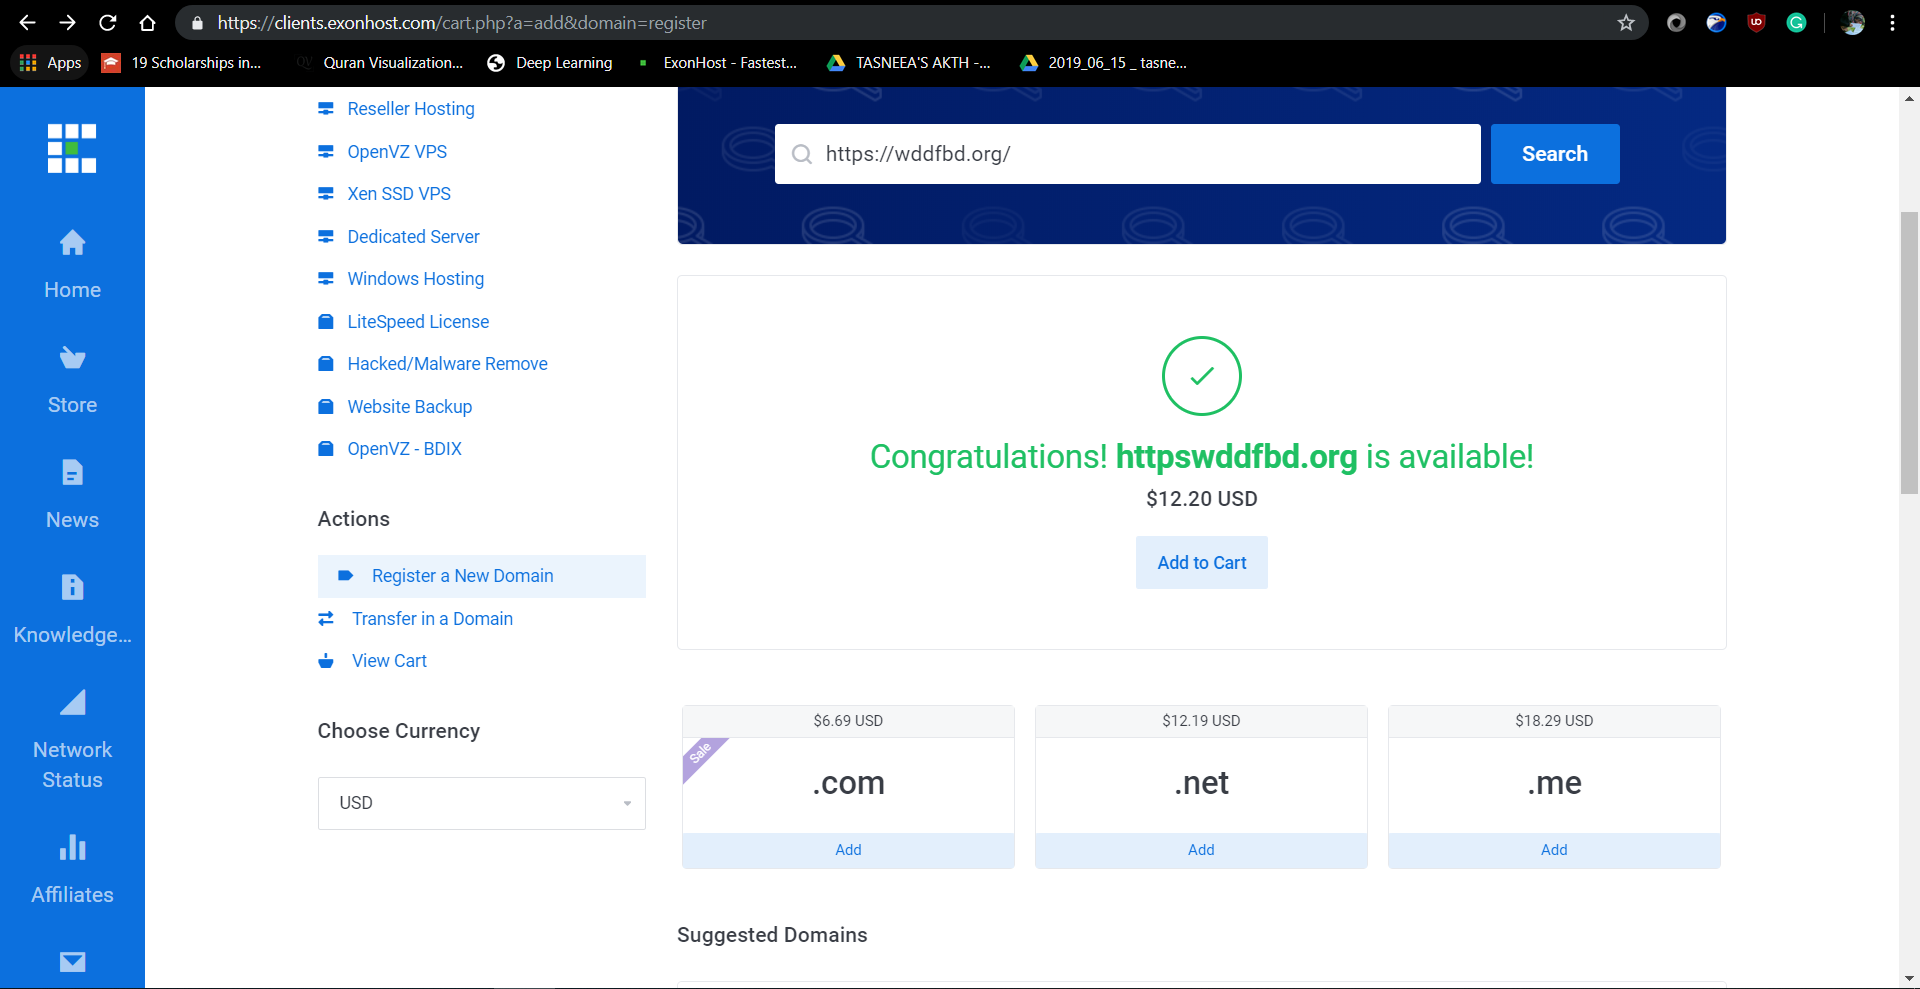 https://clients.exonhost.com/cart.php?a=add&domain=register
Apps
19 Scholarships in...
Quran Visualization...
Deep Learning
ExonHost - Fastest...
TASNEEA'S AKTH -...
2019_06_15 _ tasne...
Home
Store
News
Knowledge...
Network
Status
Affiliates
Reseller Hosting
OpenVZ VPS
Xen SSD VPS
Dedicated Server
Windows Hosting
LiteSpeed License
Hacked/Malware Remove
Website Backup
OpenVZ - BDIX
Actions
Register a New Domain
Transfer in a Domain
View Cart
Choose Currency
USD
https://wddfbd.org/
Search
Congratulations! httpswddfbd.org is available!
$12.20 USD
Add to Cart
$6.69 USD
Sale
.com
Add
$12.19 USD
.net
Add
$18.29 USD
.me
Add
Suggested Domains